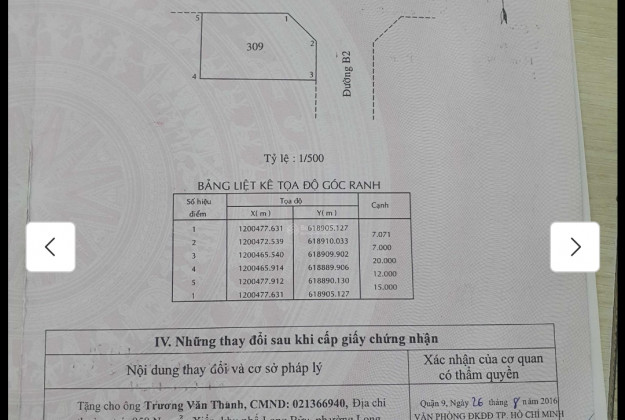 5
1
309
2
Đường B2
4
3
Tỷ lệ : 1/500
BẢNG LIỆT KÊ TỌA ĐỘ GÓC RANH
Số hiệu điểm Tọa độ Cạnh
X( m ) Y( m )
1 1200477.631 618905.127
7.071
2 1200472.539 618910.033
7.000
3 1200465.540 618909.902
20.000
4 1200465.914 618889.906
12.000
5 1200477.912 618890.130
15.000
1 1200477.631 618905.127
IV. Những thay đổi sau khi cấp giấy chứng nhận
Nội dung thay đổi và cơ sở pháp lý
Xác nhận của cơ quan
có thẩm quyền
Tặng cho ông Trương Văn Thành, CMND: 021366940, Địa chỉ
Quận 9, Ngày 26 tháng 8 năm 2016
VĂN PHÒNG ĐKĐĐ TP. HỒ CHÍ MINH